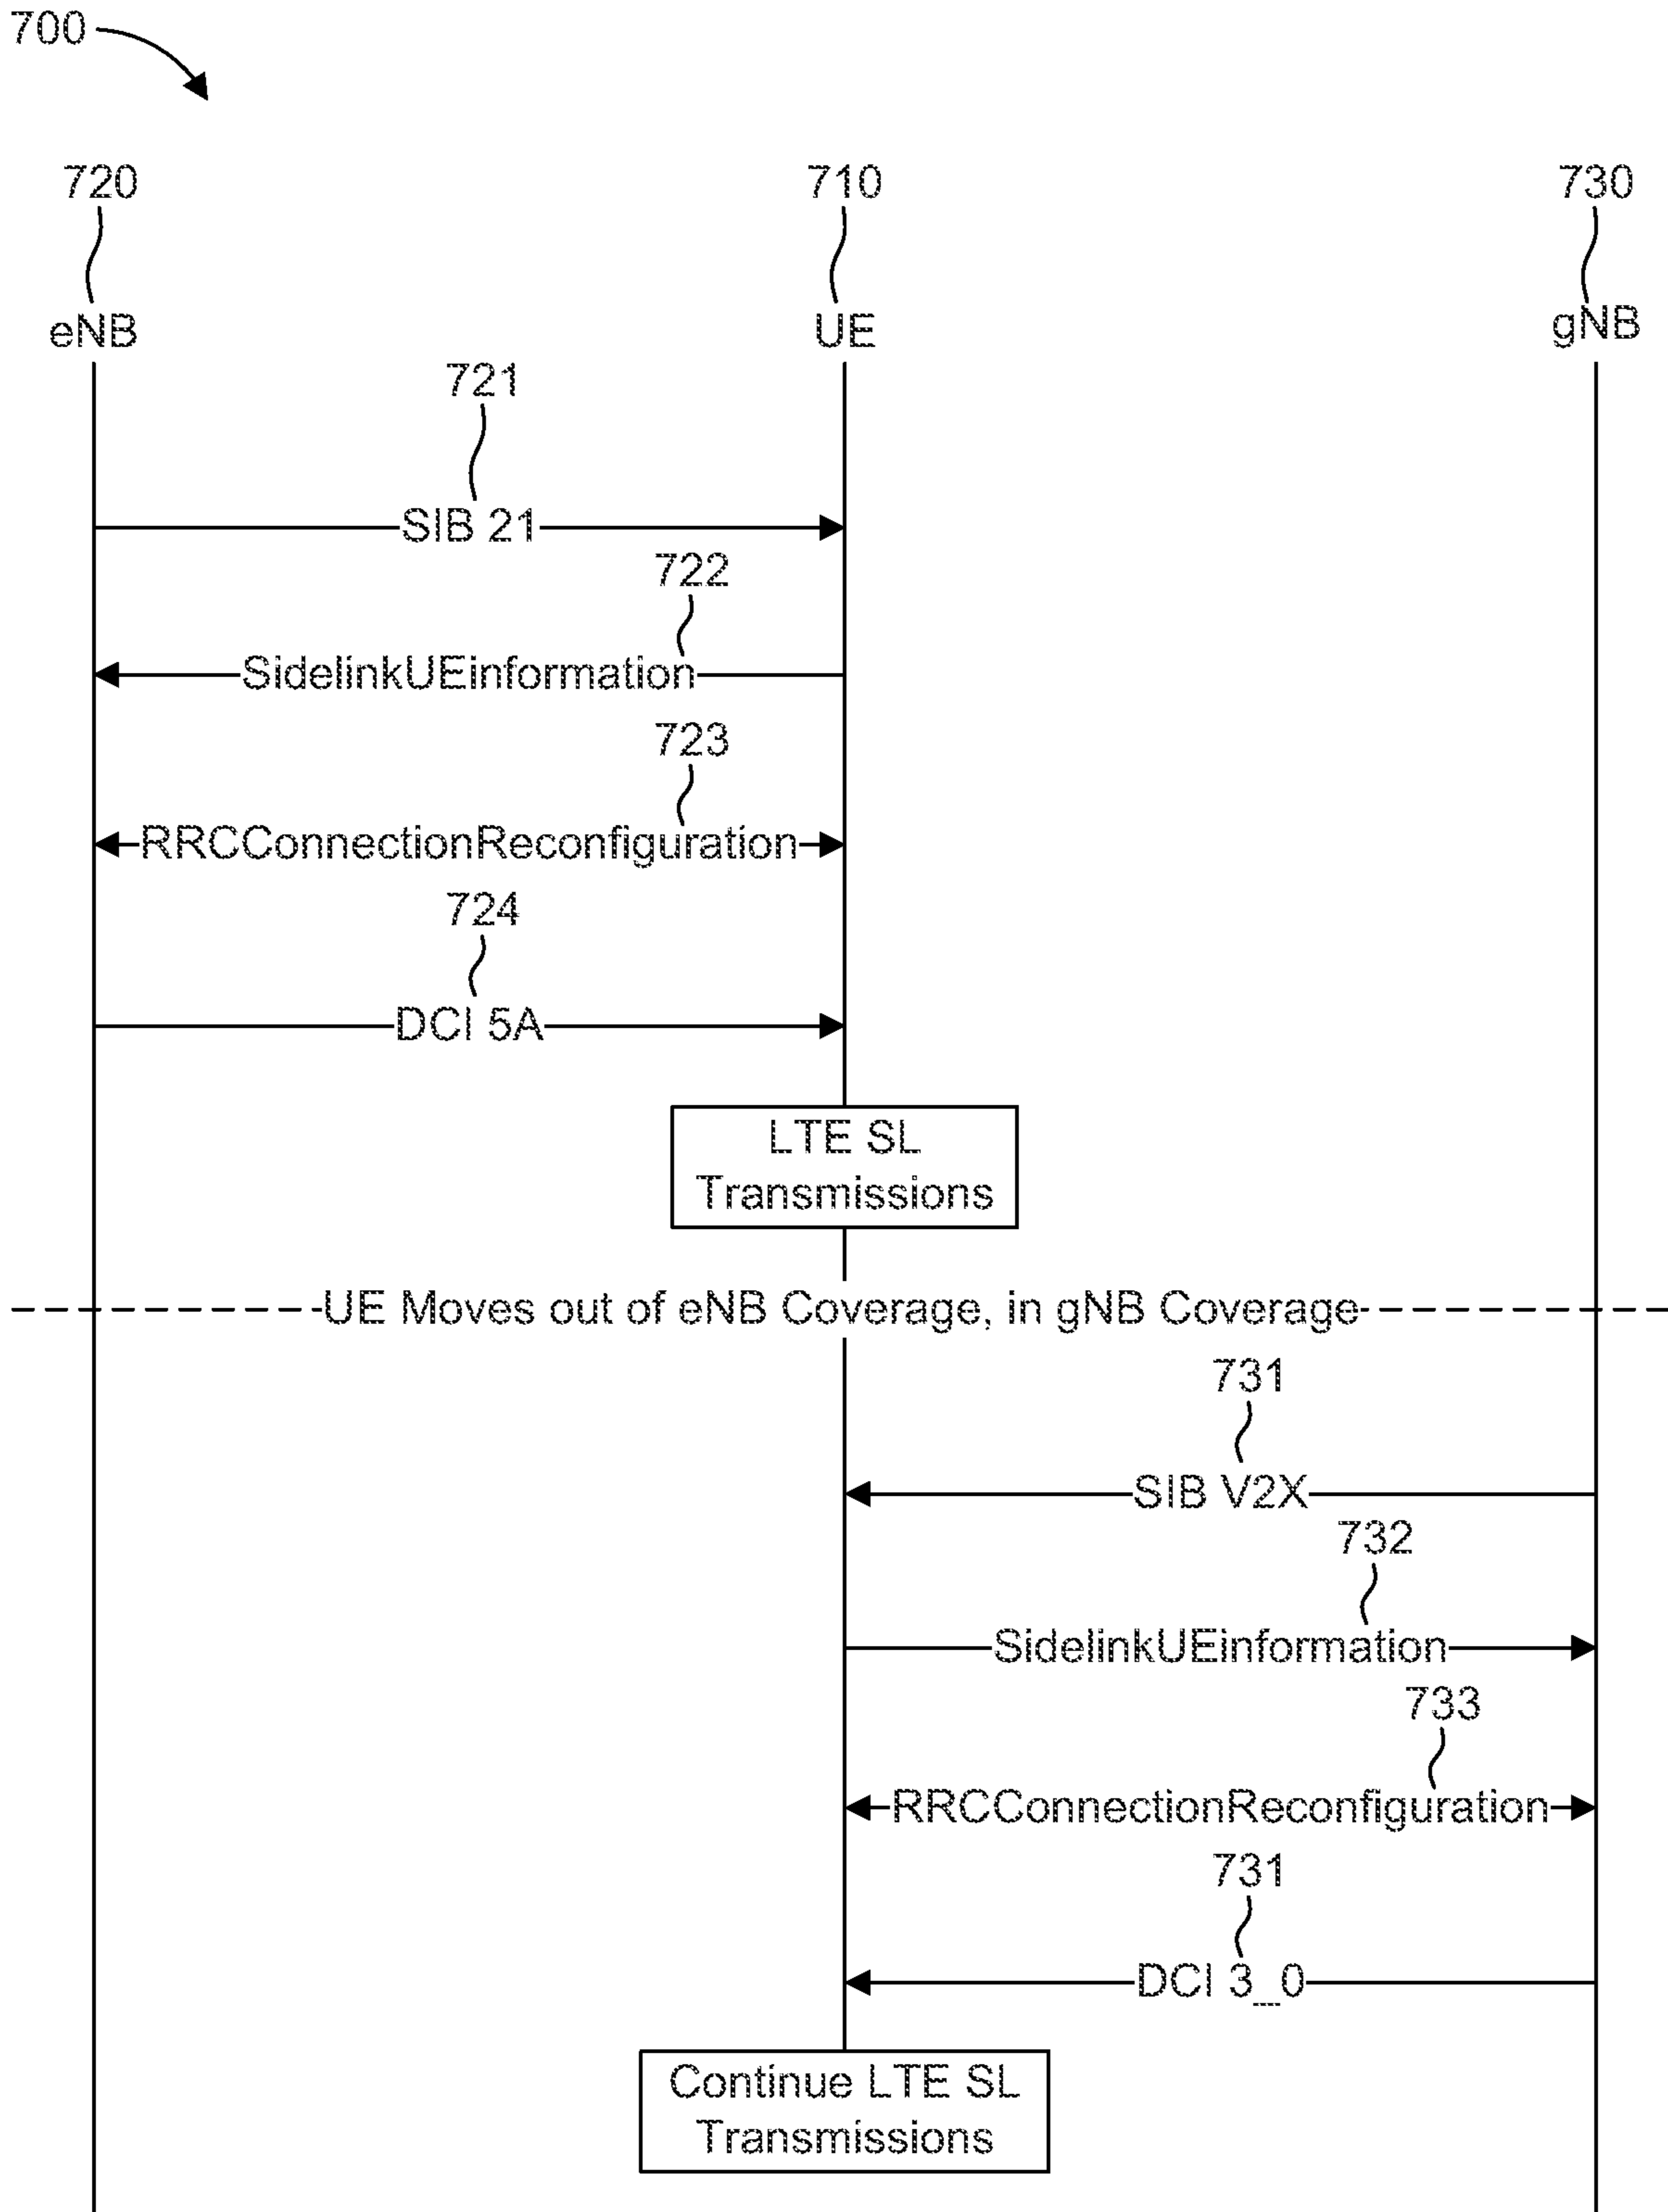 700
720
710
730
eNB
UE
gNB
721
SIB 21
722
SidelinkUEinformation
723
RRCConnectionReconfiguration
724
DCI 5A
LTE SL
Transmissions
UE Moves out of eNB Coverage, in gNB Coverage
731
SIB V2X
732
SidelinkUEinformation
733
RRCConnectionReconfiguration
731
DCI 3_0
Continue LTE SL
Transmissions